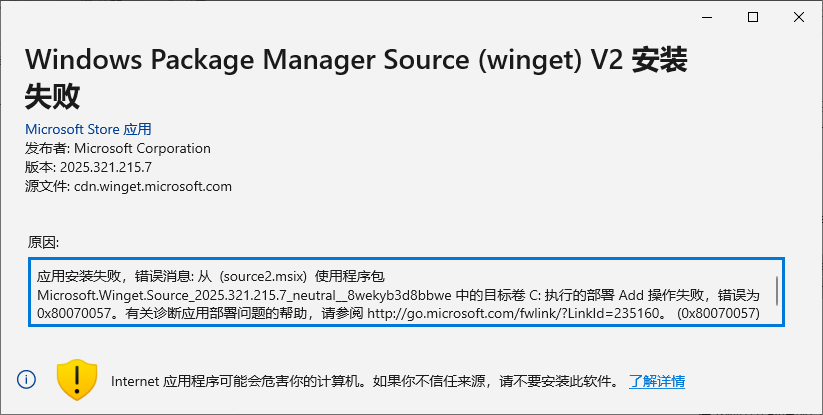 Windows Package Manager Source (winget) V2 安装
失败
Microsoft Store 应用
发布者: Microsoft Corporation
版本: 2025.321.215.7
源文件: cdn.winget.microsoft.com
原因:
应用安装失败，错误消息: 从  (source2.msix)  使用程序包
Microsoft.Winget.Source_2025.321.215.7_neutral__8wekyb3d8bbwe 中的目标卷 C: 执行的部署 Add 操作失败，错误为
0x80070057。有关诊断应用部署问题的帮助，请参阅 http://go.microsoft.com/fwlink/?LinkId=235160。 (0x80070057)
Internet 应用程序可能会危害你的计算机。如果你不信任来源，请不要安装此软件。 了解详情